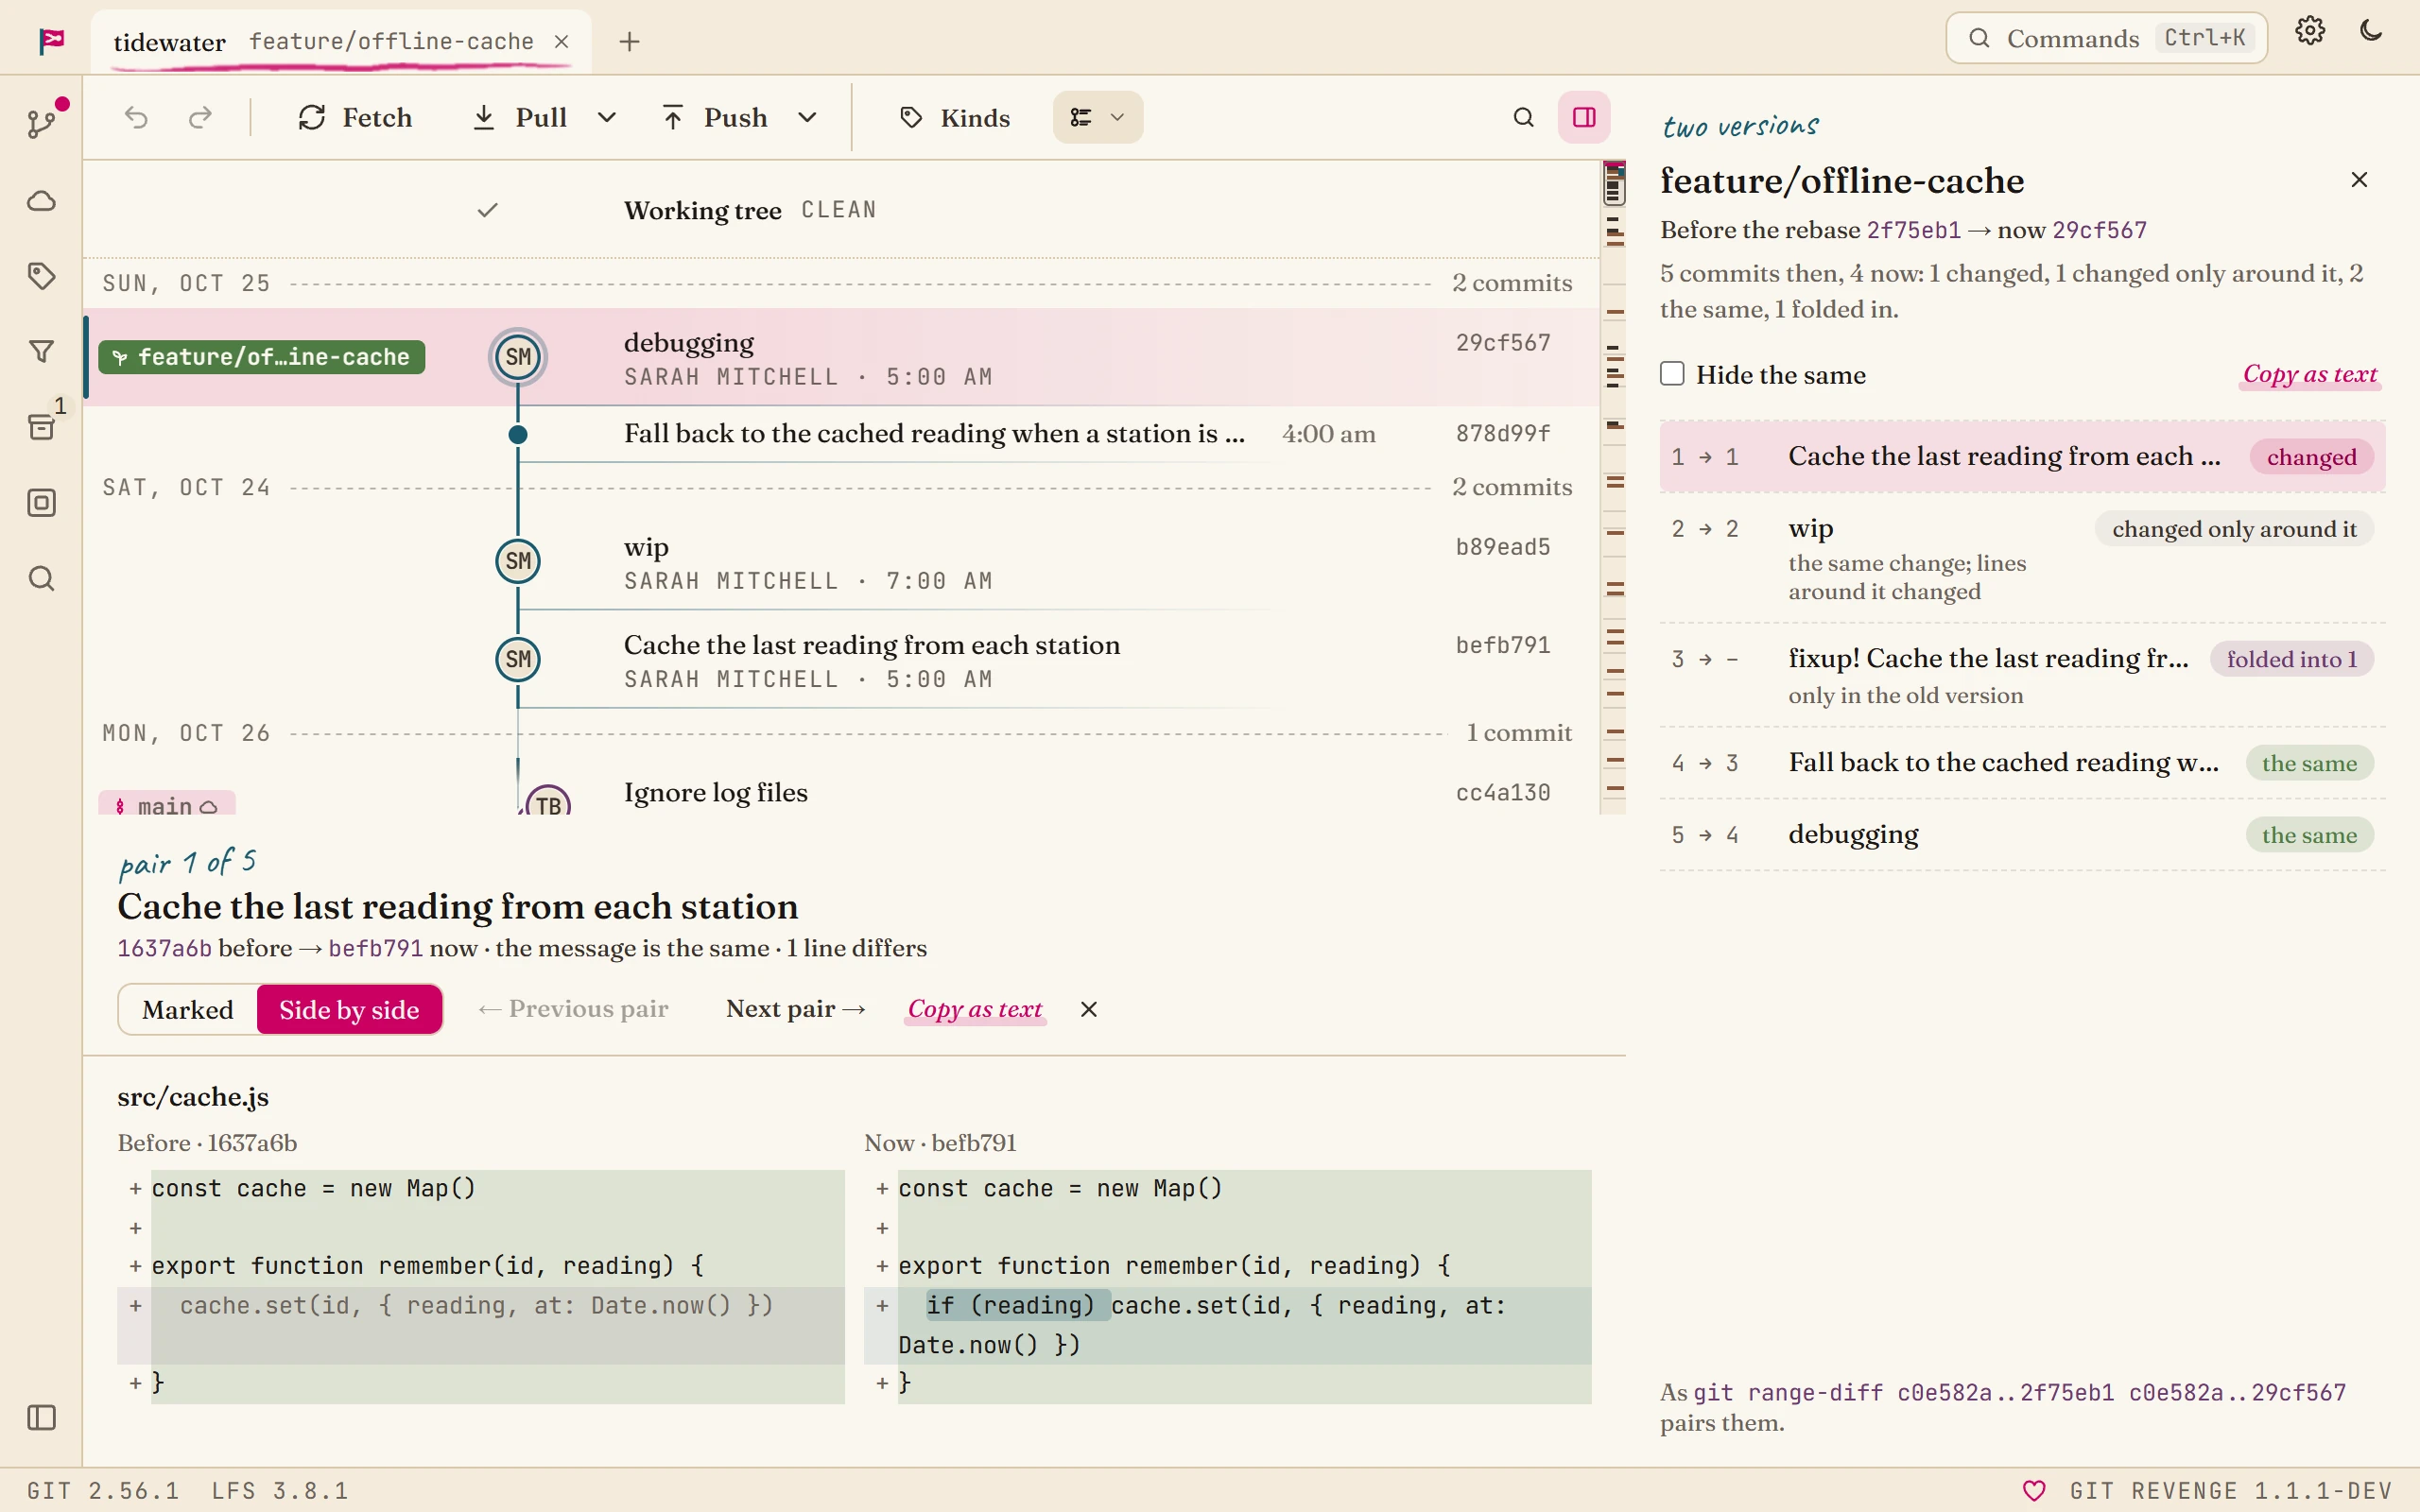 tidewater feature/offline-cache
Commands Ctrl+K
Fetch Pull Push Kinds
1
Working tree CLEAN
SUN, OCT 25 2 commits
feature/of…ine-cache SM debugging 29cf567
SARAH MITCHELL · 5:00 AM
Fall back to the cached reading when a station is ... 4:00 am 878d99f
SAT, OCT 24 2 commits
SM wip b89ead5
SARAH MITCHELL · 7:00 AM
SM Cache the last reading from each station befb791
SARAH MITCHELL · 5:00 AM
MON, OCT 26 1 commit
main TB Ignore log files cc4a130
pair 1 of 5
Cache the last reading from each station
1637a6b before → befb791 now · the message is the same · 1 line differs
Marked Side by side ← Previous pair Next pair → Copy as text
src/cache.js
Before · 1637a6b
+ const cache = new Map()
+
+ export function remember(id, reading) {
+ cache.set(id, { reading, at: Date.now() })
+ }
Now · befb791
+ const cache = new Map()
+
+ export function remember(id, reading) {
+ if (reading) cache.set(id, { reading, at:
Date.now() })
+ }
two versions
feature/offline-cache
Before the rebase 2f75eb1 → now 29cf567
5 commits then, 4 now: 1 changed, 1 changed only around it, 2
the same, 1 folded in.
Hide the same Copy as text
1 → 1 Cache the last reading from each ... changed
2 → 2 wip changed only around it
the same change; lines
around it changed
3 → – fixup! Cache the last reading fr... folded into 1
only in the old version
4 → 3 Fall back to the cached reading w... the same
5 → 4 debugging the same
As git range-diff c0e582a..2f75eb1 c0e582a..29cf567
pairs them.
GIT 2.56.1 LFS 3.8.1
GIT REVENGE 1.1.1-DEV